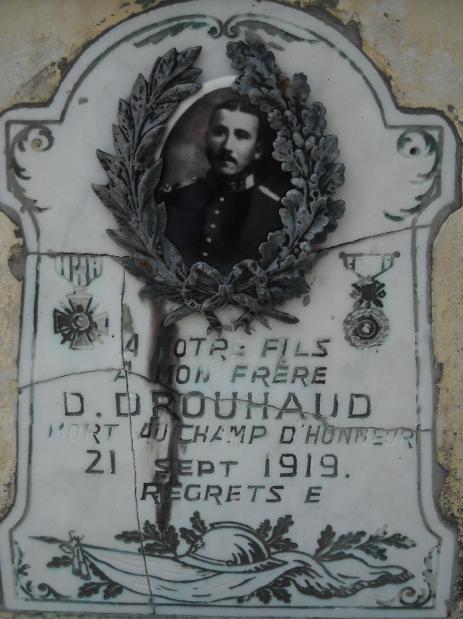 A NOTRE FILS
A MON FRÈRE
D. DROUHAUD
MORT AU CHAMP D'HONNEUR
21 SEPT 1919.
REGRETS E